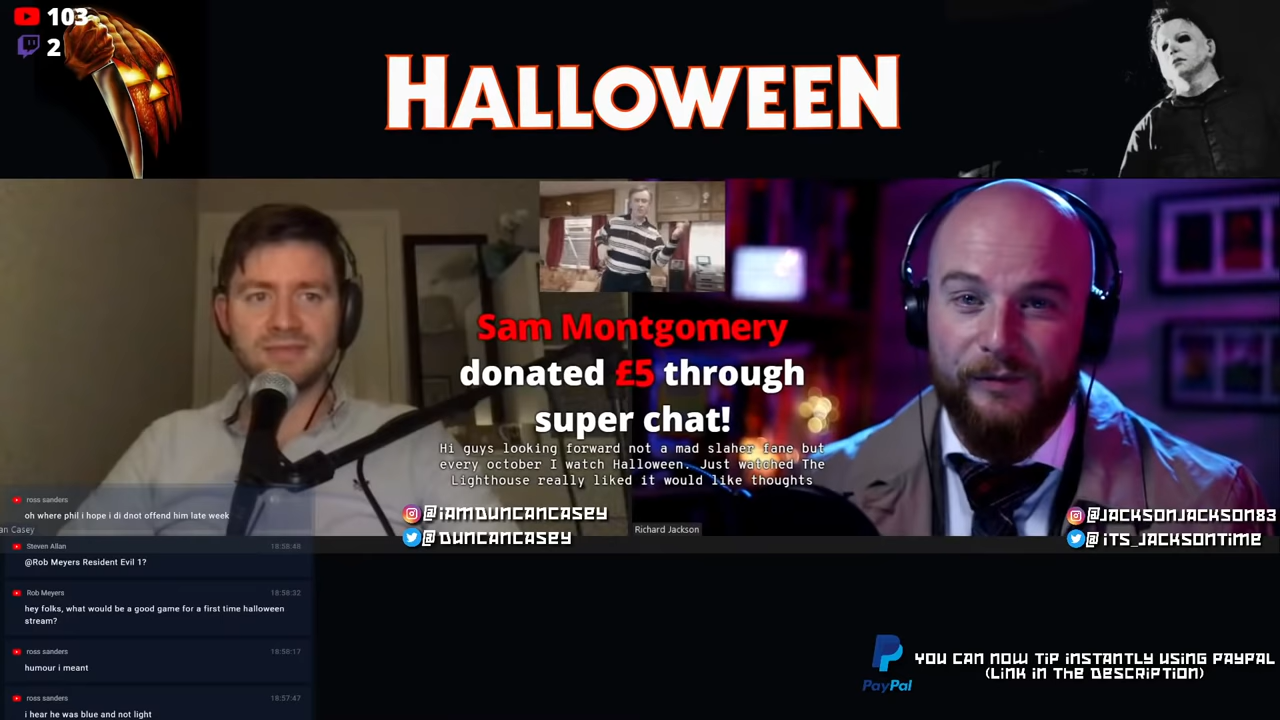 103
2
HALLOWEEN
Sam Montgomery
donated £5 through
super chat!
Hi guys looking forward not a mad slaher fane but
every october I watch Halloween. Just watched The
Lighthouse really liked it would like thoughts
@iAMDUNCANCASEY
@DUNCANCASEY
Richard Jackson
@JACKSONJACKSON83
@iTS_JACKSONTiME
ross sanders
oh where phil i hope i di dnot offend him late week
an Casey
Steven Allan 18:58:48
@Rob Meyers Resident Evil 1?
Rob Meyers 18:58:32
hey folks, what would be a good game for a first time halloween
stream?
ross sanders 18:58:17
humour i meant
ross sanders 18:57:47
i hear he was blue and not light
PayPal
YOU CAN NOW TiP iNSTANTLY USiNG PAYPAL
(LiNK iN THE DESCRiPTiON)